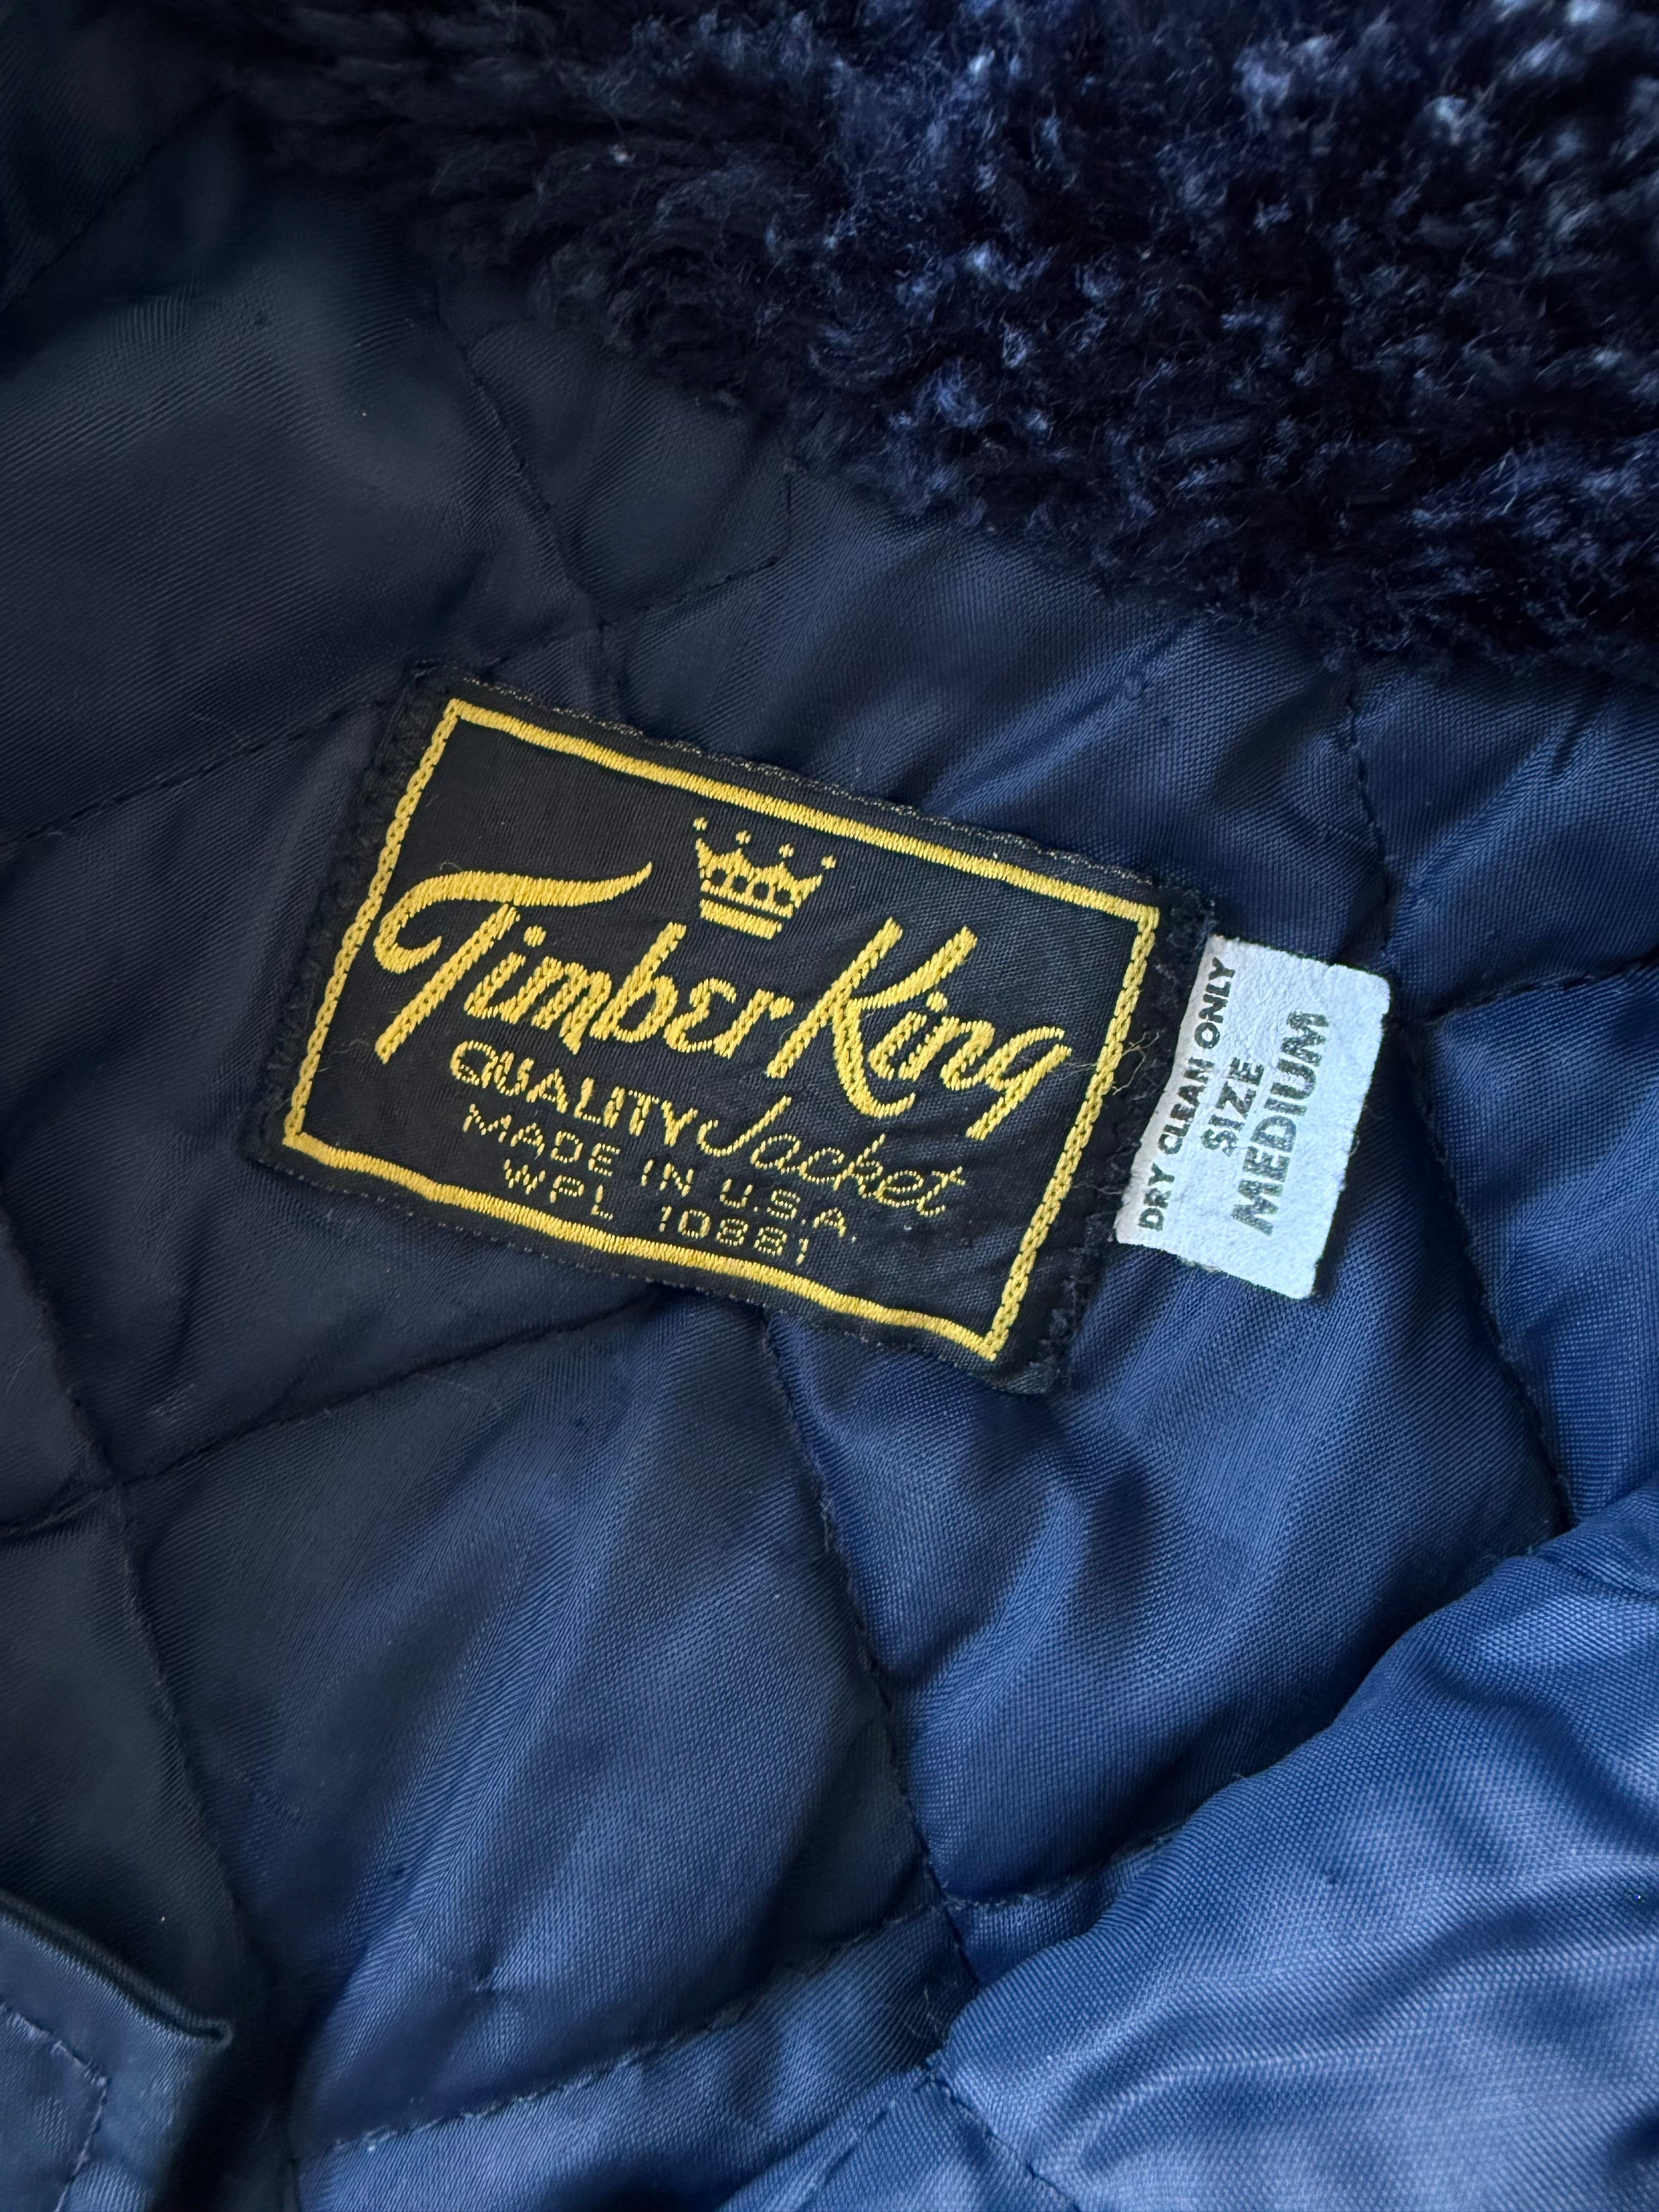 Timber King
QUALITY Jacket
MADE IN U.S.A.
WPL 10881
DRY CLEAN ONLY
SIZE
MEDIUM